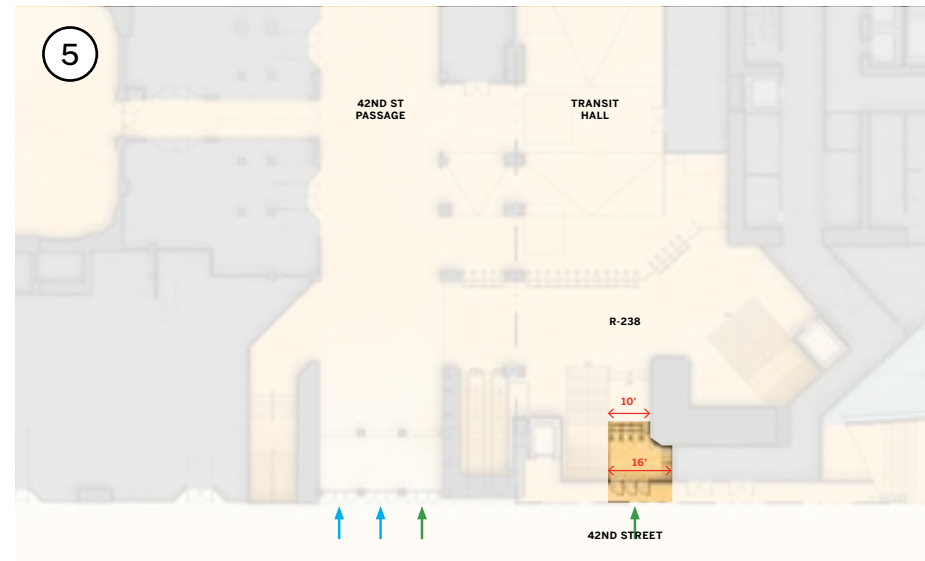 5
42ND ST
PASSAGE
TRANSIT
HALL
R-238
10'
16'
42ND STREET